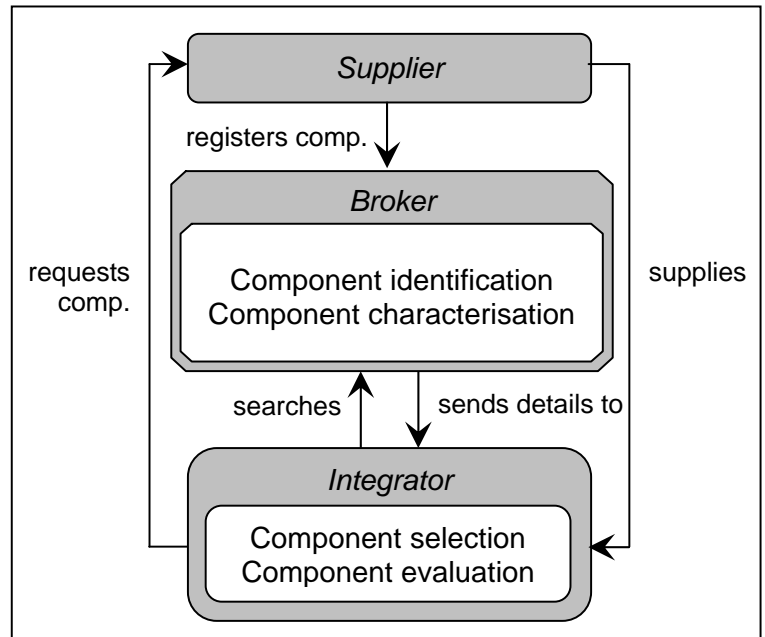 Supplier
registers comp.
Broker
Component identification
Component characterisation
requests
comp.
supplies
searches
sends details to
Integrator
Component selection
Component evaluation